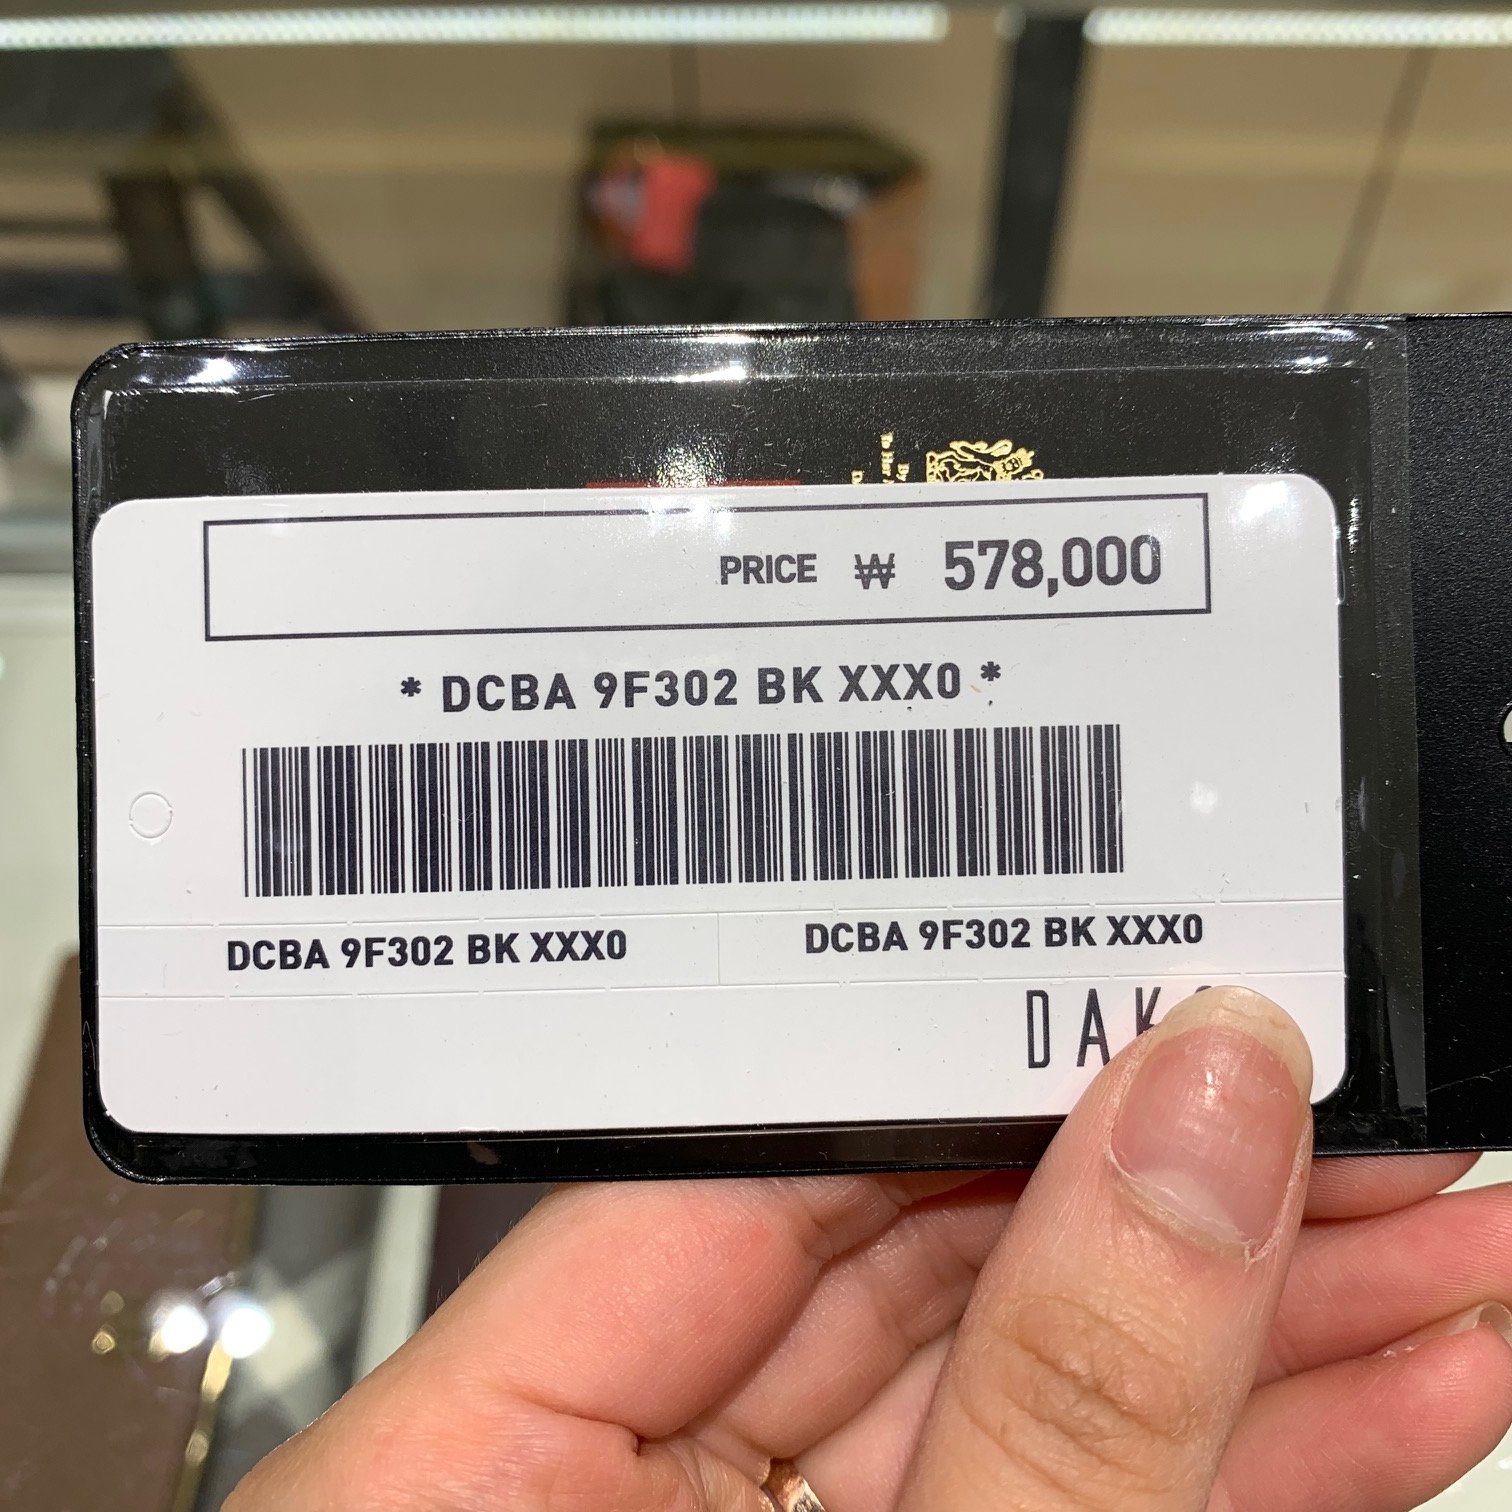 PRICE ₩ 578,000
* DCBA 9F302 BK XXX0 *
DCBA 9F302 BK XXX0 DCBA 9F302 BK XXX0
DAK